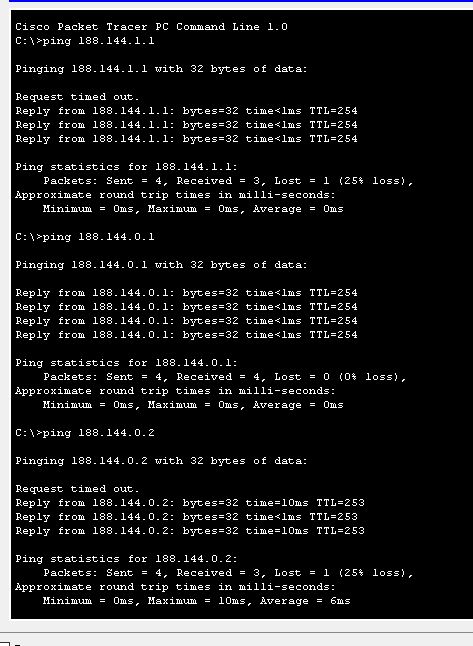 Cisco Packet Tracer PC Command Line 1.0
C:\>ping 188.144.1.1
Pinging 188.144.1.1 with 32 bytes of data:
Request timed out.
Reply from 188.144.1.1: bytes=32 time<1ms TTL=254
Reply from 188.144.1.1: bytes=32 time<1ms TTL=254
Reply from 188.144.1.1: bytes=32 time<1ms TTL=254
Ping statistics for 188.144.1.1:
Packets: Sent = 4, Received = 3, Lost = 1 (25% loss),
Approximate round trip times in milli-seconds:
Minimum = 0ms, Maximum = 0ms, Average = 0ms
C:\>ping 188.144.0.1
Pinging 188.144.0.1 with 32 bytes of data:
Reply from 188.144.0.1: bytes=32 time<1ms TTL=254
Reply from 188.144.0.1: bytes=32 time<1ms TTL=254
Reply from 188.144.0.1: bytes=32 time<1ms TTL=254
Reply from 188.144.0.1: bytes=32 time<1ms TTL=254
Ping statistics for 188.144.0.1:
Packets: Sent = 4, Received = 4, Lost = 0 (0% loss),
Approximate round trip times in milli-seconds:
Minimum = 0ms, Maximum = 0ms, Average = 0ms
C:\>ping 188.144.0.2
Pinging 188.144.0.2 with 32 bytes of data:
Request timed out.
Reply from 188.144.0.2: bytes=32 time=10ms TTL=253
Reply from 188.144.0.2: bytes=32 time<1ms TTL=253
Reply from 188.144.0.2: bytes=32 time=10ms TTL=253
Ping statistics for 188.144.0.2:
Packets: Sent = 4, Received = 3, Lost = 1 (25% loss),
Approximate round trip times in milli-seconds:
Minimum = 0ms, Maximum = 10ms, Average = 6ms